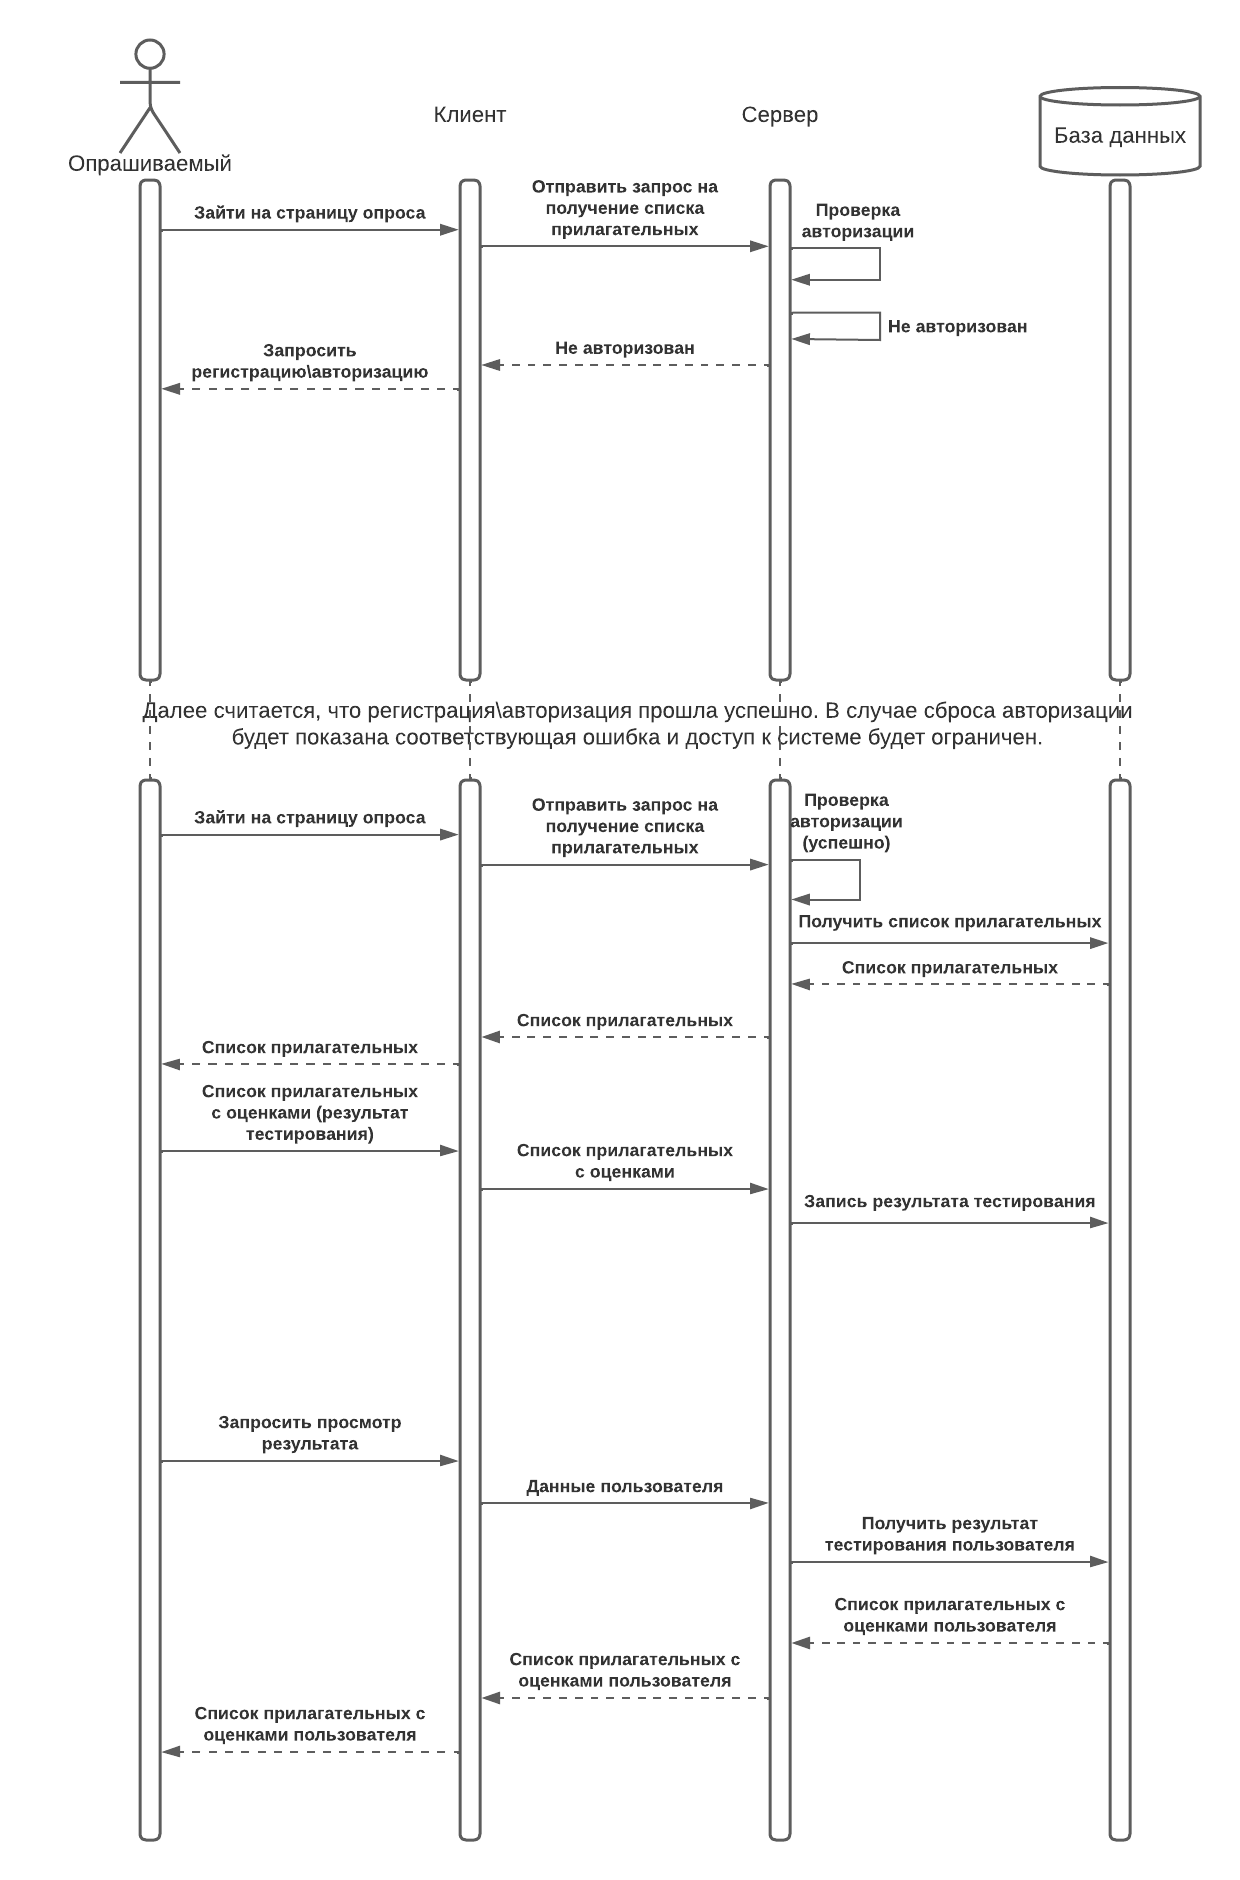 Клиент
Сервер
База данных
Опрашиваемый
Отправить запрос на
получение списка
прилагательных
Зайти на страницу опроса
Проверка
авторизации
Не авторизован
Не авторизован
Запросить
регистрацию\авторизацию
Далее считается, что регистрация\авторизация прошла успешно. В случае сброса авторизации
будет показана соответствующая ошибка и доступ к системе будет ограничен.
Зайти на страницу опроса
Отправить запрос на
получение списка
прилагательных
Проверка
авторизации
(успешно)
Получить список прилагательных
Список прилагательных
Список прилагательных
Список прилагательных
Список прилагательных
с оценками (результат
тестирования)
Список прилагательных
с оценками
Запись результата тестирования
Запросить просмотр
результата
Данные пользователя
Получить результат
тестирования пользователя
Список прилагательных с
оценками пользователя
Список прилагательных с
оценками пользователя
Список прилагательных с
оценками пользователя